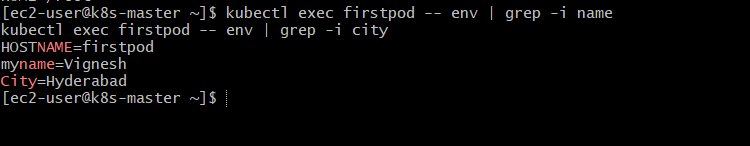 [ec2-user@k8s-master ~]$ kubectl exec firstpod -- env | grep -i name
kubectl exec firstpod -- env | grep -i city
HOSTNAME=firstpod
myname=Vignesh
City=Hyderabad
[ec2-user@k8s-master ~]$